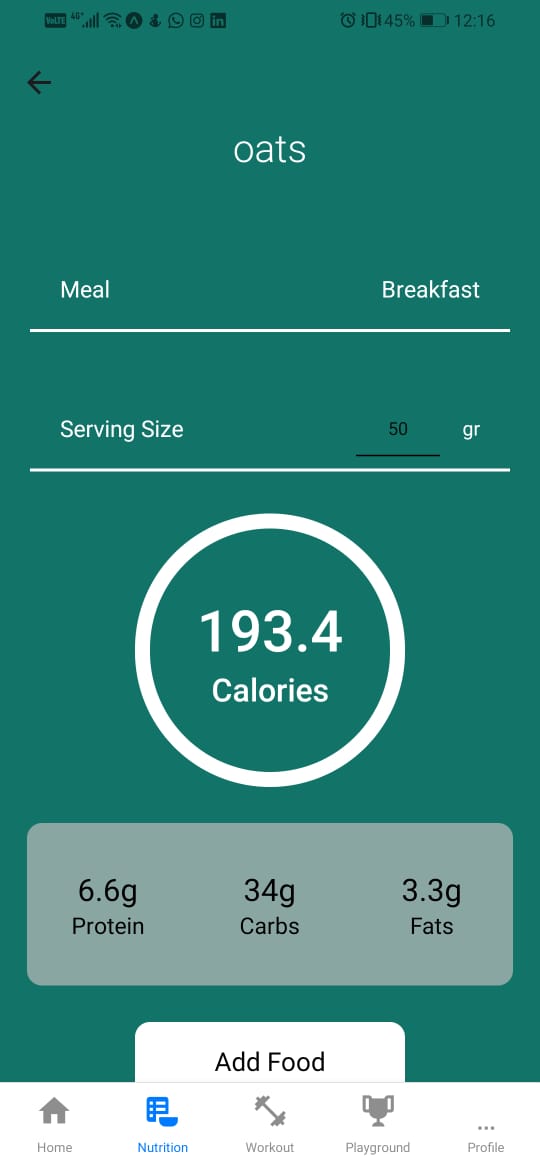 VoLTE 4G+ 45% 12:16
oats
Meal Breakfast
Serving Size 50 gr
193.4
Calories
6.6g 34g 3.3g
Protein Carbs Fats
Add Food
Home Nutrition Workout Playground Profile